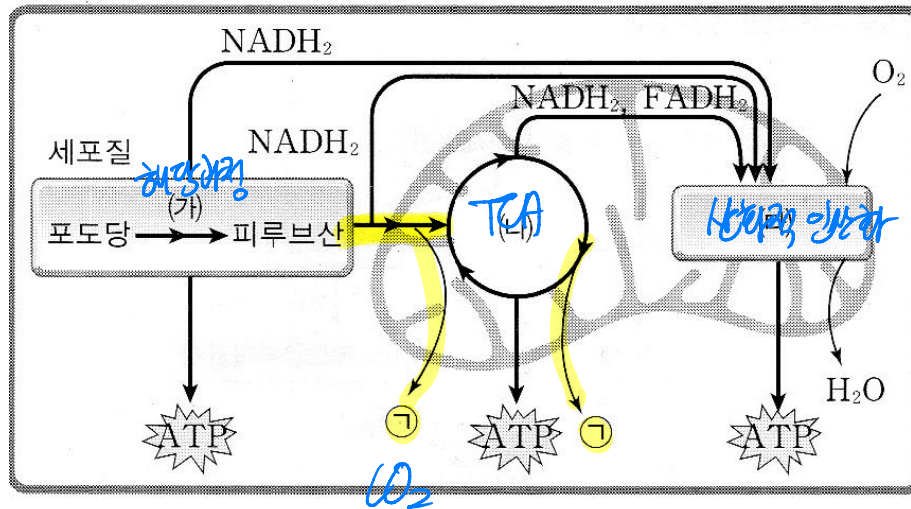 NADH₂
O₂
NADH₂, FADH₂
NADH₂
세포질
해당과정
(가)
포도당 피루브산
TCA
(나)
산화적 인산화
(다)
H₂O
ATP ㉠ ATP ㉠ ATP
CO₂